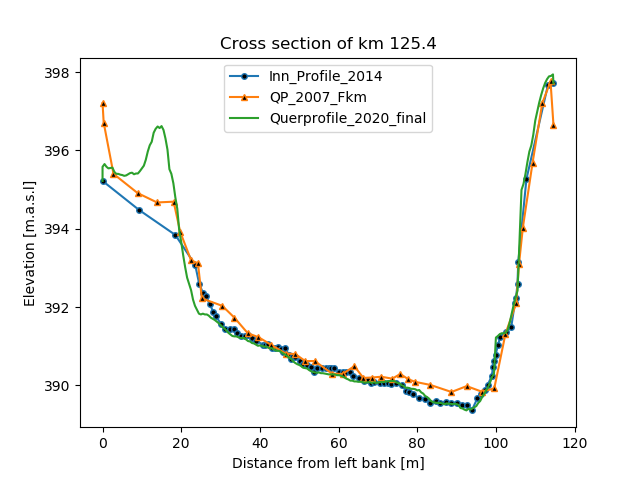 Cross section of km 125.4
Inn_Profile_2014
QP_2007_Fkm
Querprofile_2020_final
Elevation [m.a.s.l]
398
396
394
392
390
0 20 40 60 80 100 120
Distance from left bank [m]